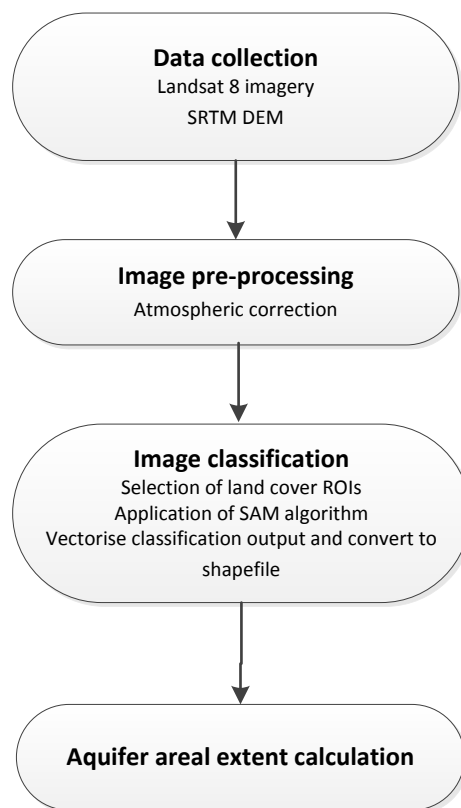 Data collection
Landsat 8 imagery
SRTM DEM
Image pre-processing
Atmospheric correction
Image classification
Selection of land cover ROIs
Application of SAM algorithm
Vectorise classification output and convert to
shapefile
Aquifer areal extent calculation